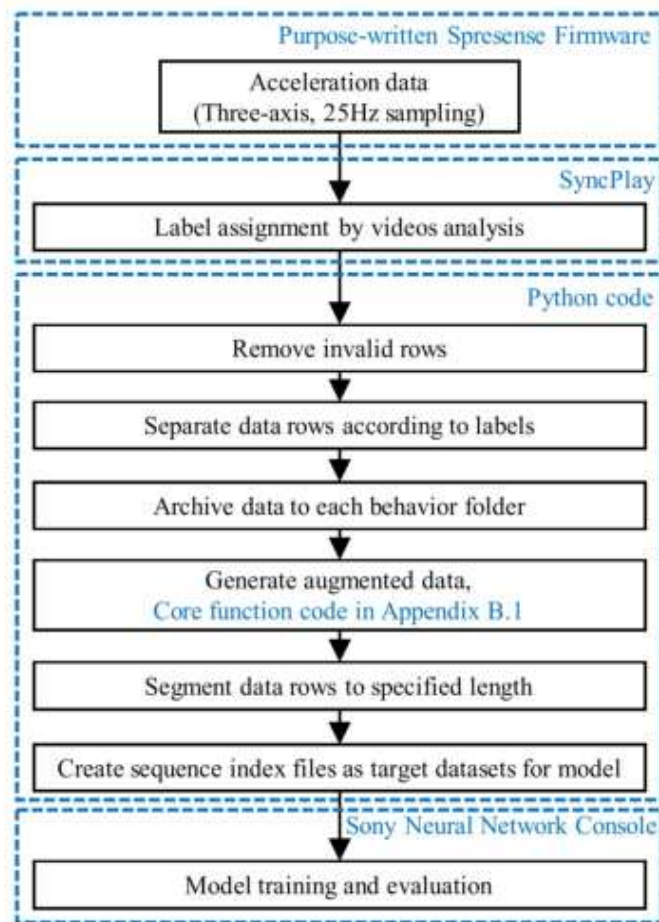 Purpose-written Spresense Firmware
Acceleration data
(Three-axis, 25Hz sampling)
SyncPlay
Label assignment by videos analysis
Python code
Remove invalid rows
Separate data rows according to labels
Archive data to each behavior folder
Generate augmented data,
Core function code in Appendix B.1
Segment data rows to specified length
Create sequence index files as target datasets for model
Sony Neural Network Console
Model training and evaluation